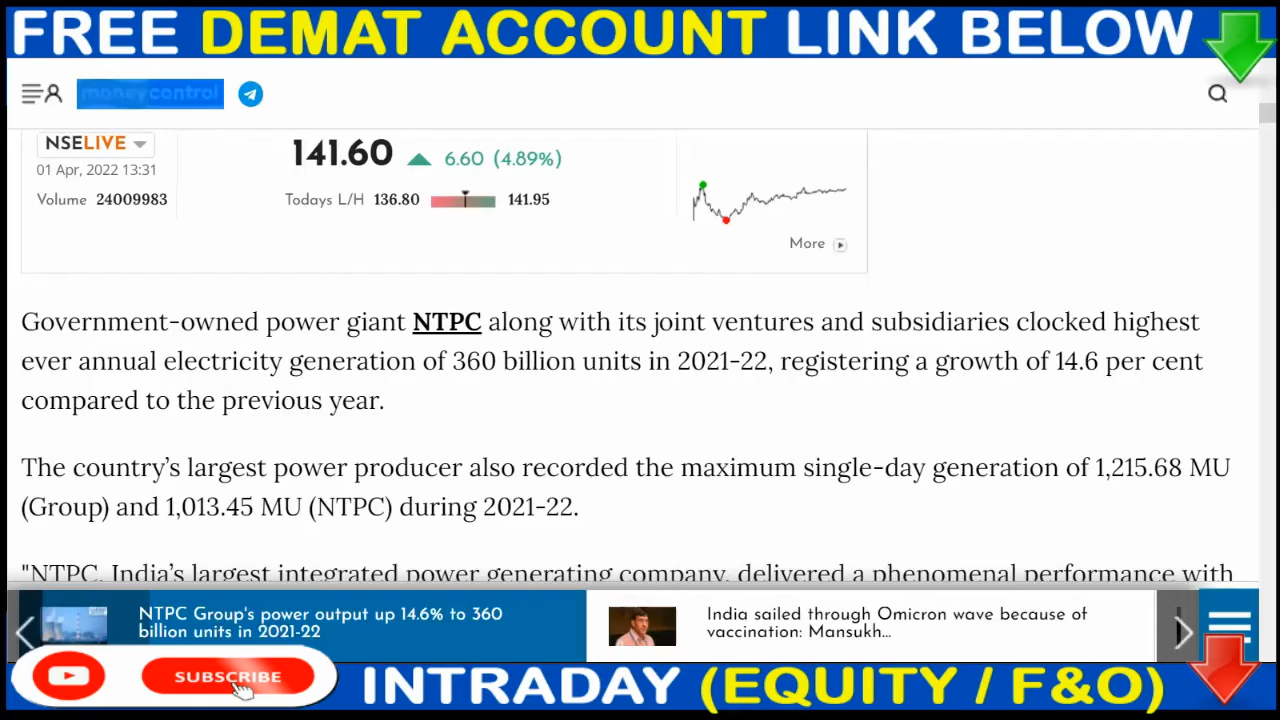 FREE DEMAT ACCOUNT LINK BELOW
moneycontrol
NSELIVE
01 Apr, 2022 13:31
Volume 24009983
141.60 6.60 (4.89%)
Todays L/H 136.80 141.95
More
Government-owned power giant NTPC along with its joint ventures and subsidiaries clocked highest
ever annual electricity generation of 360 billion units in 2021-22, registering a growth of 14.6 per cent
compared to the previous year.
The country's largest power producer also recorded the maximum single-day generation of 1,215.68 MU
(Group) and 1,013.45 MU (NTPC) during 2021-22.
"NTPC, India's largest integrated power generating company, delivered a phenomenal performance with
NTPC Group's power output up 14.6% to 360
billion units in 2021-22
India sailed through Omicron wave because of
vaccination: Mansukh...
SUBSCRIBE
INTRADAY (EQUITY / F&O)